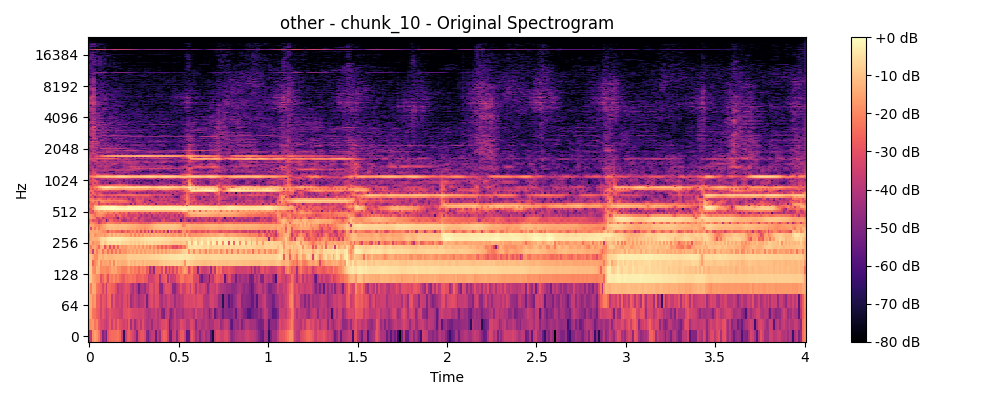 other - chunk_10 - Original Spectrogram
Hz
16384
8192
4096
2048
1024
512
256
128
64
0
0 0.5 1 1.5 2 2.5 3 3.5 4
Time
+0 dB
-10 dB
-20 dB
-30 dB
-40 dB
-50 dB
-60 dB
-70 dB
-80 dB